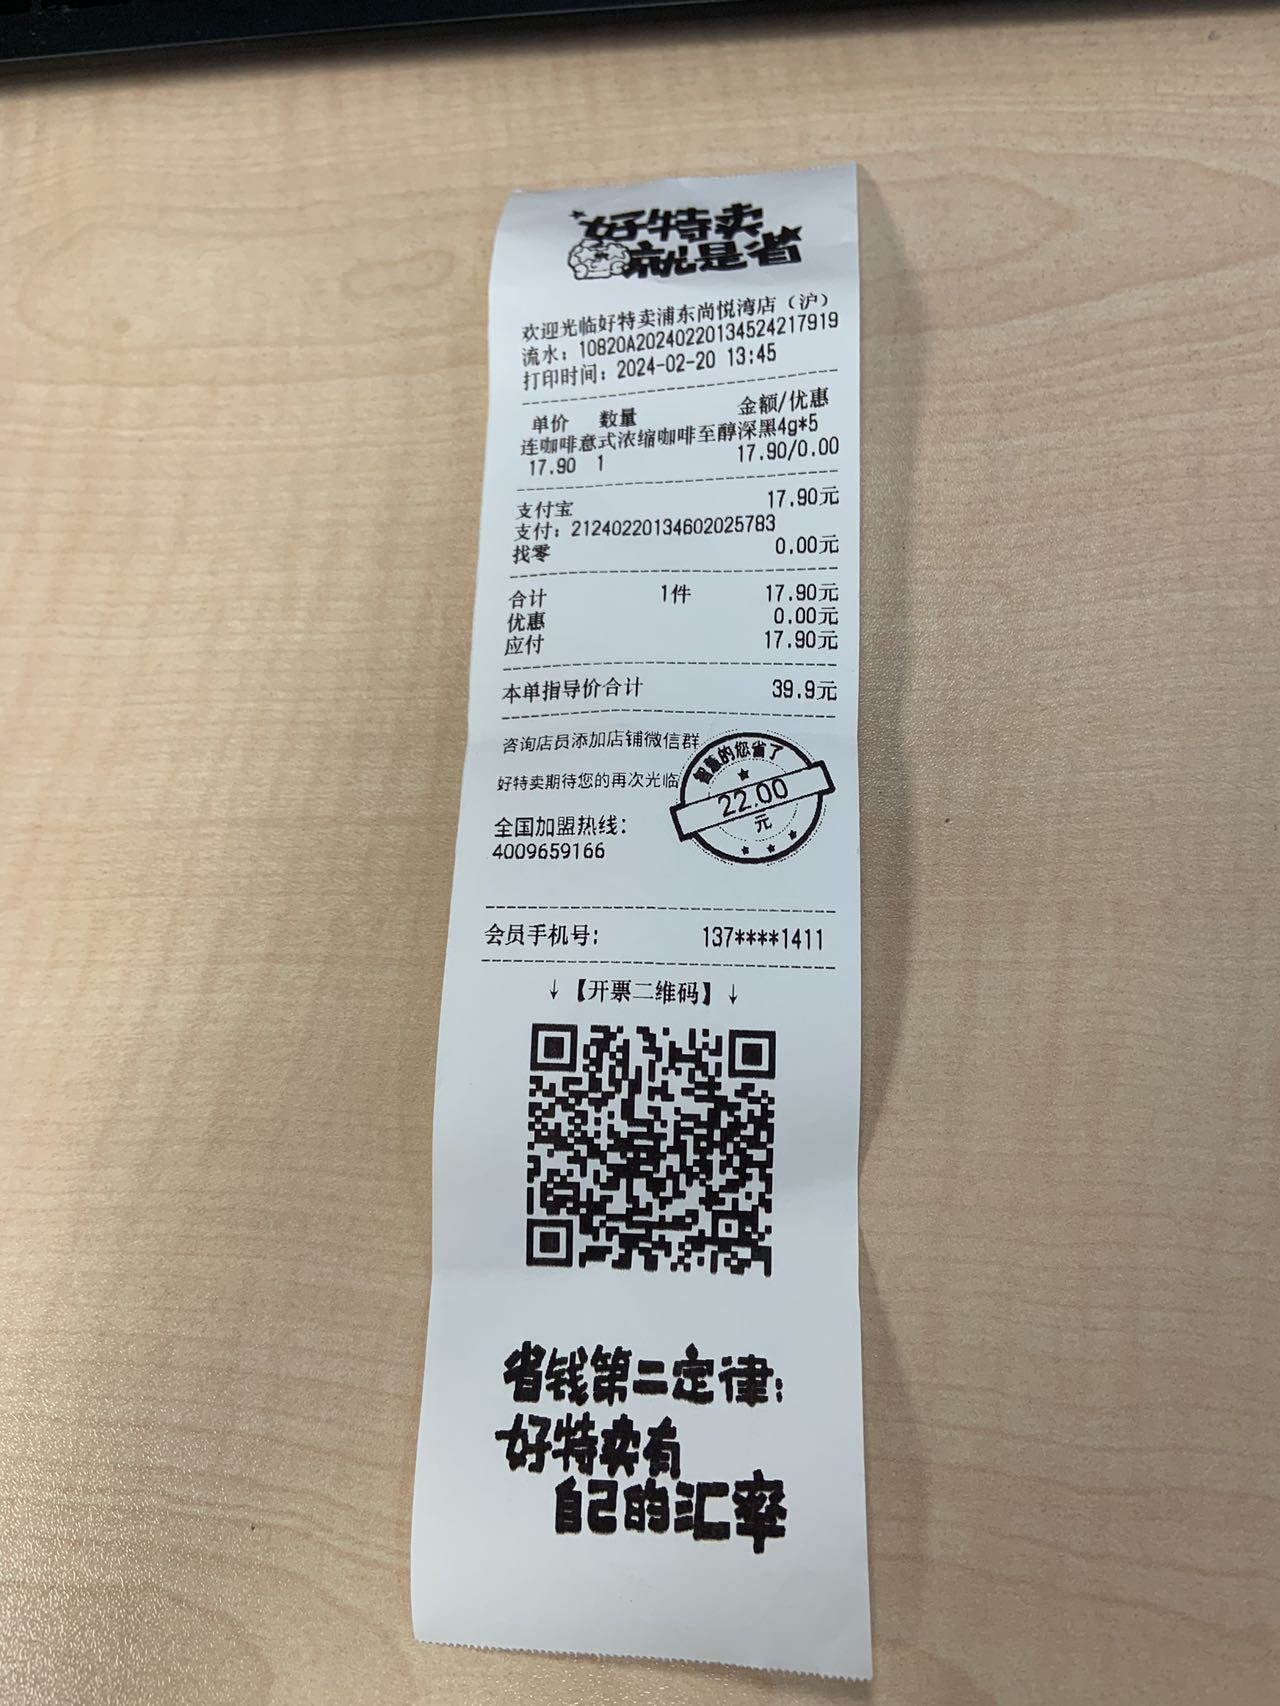 好特卖
就是省
欢迎光临好特卖浦东尚悦湾店（沪）
流水：10820A20240220134524217919
打印时间：2024-02-20 13:45
单价 数量 金额/优惠
连咖啡意式浓缩咖啡至醇深黑4g*5
17.90 1 17.90/0.00
支付宝 17.90元
支付：21240220134602025783
找零 0.00元
合计 1件 17.90元
优惠 0.00元
应付 17.90元
本单指导价合计 39.9元
咨询店员添加店铺微信群
好特卖期待您的再次光临
智慧的您省了
22.00
元
全国加盟热线：
4009659166
会员手机号： 137****1411
↓【开票二维码】↓
省钱第二定律：
好特卖有
自己的汇率